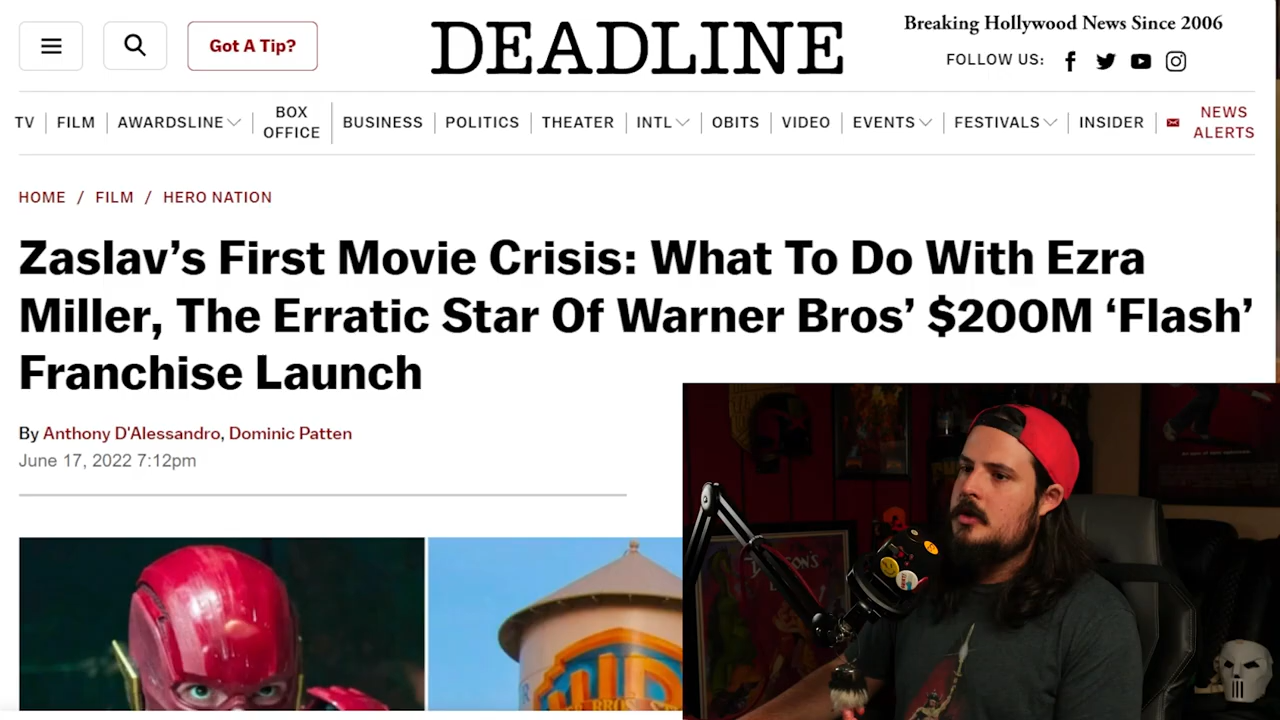 Got A Tip?
DEADLINE
Breaking Hollywood News Since 2006
FOLLOW US:
TV FILM AWARDSLINE BOX OFFICE BUSINESS POLITICS THEATER INTL OBITS VIDEO EVENTS FESTIVALS INSIDER NEWS ALERTS
HOME / FILM / HERO NATION
Zaslav’s First Movie Crisis: What To Do With Ezra
Miller, The Erratic Star Of Warner Bros’ $200M ‘Flash’
Franchise Launch
By Anthony D'Alessandro, Dominic Patten
June 17, 2022 7:12pm